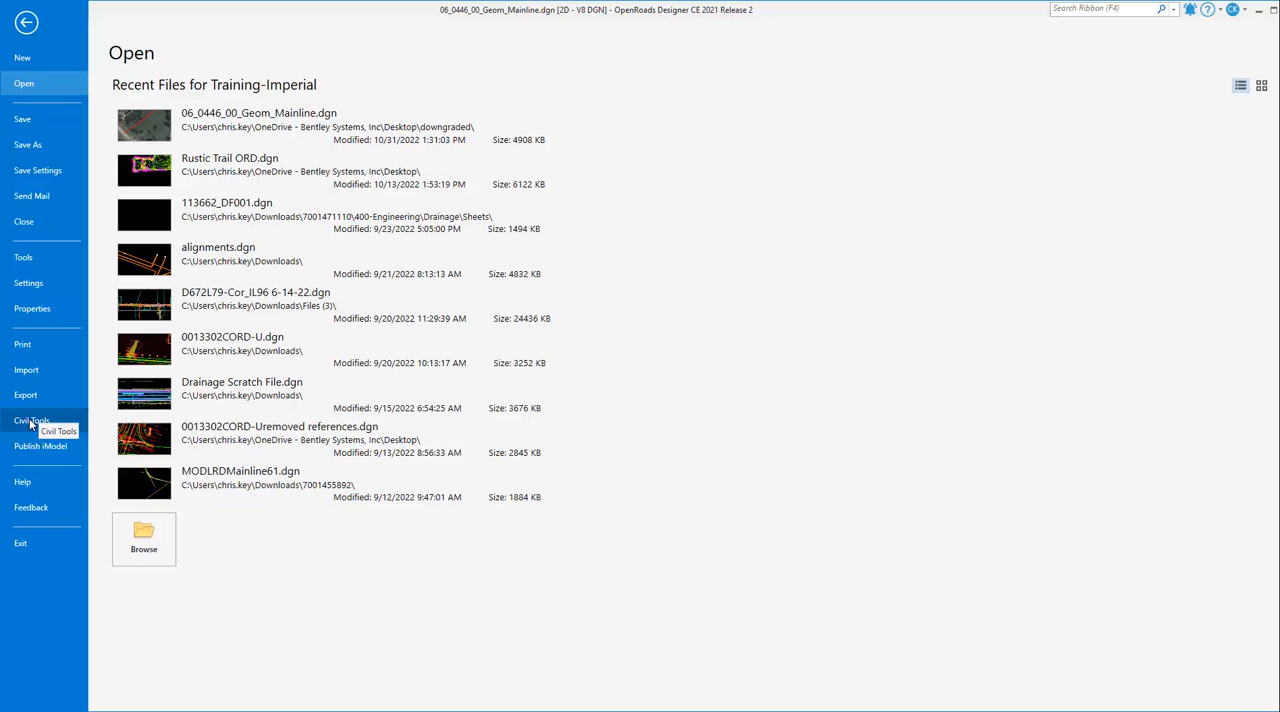 06_0446_00_Geom_Mainline.dgn [2D - V8 DGN] - OpenRoads Designer CE 2021 Release 2
Search Ribbon (F4)
CK
New
Open
Save
Save As
Save Settings
Send Mail
Close
Tools
Settings
Properties
Print
Import
Export
Civil Tools
Civil Tools
Publish iModel
Help
Feedback
Exit
Open
Recent Files for Training-Imperial
06_0446_00_Geom_Mainline.dgn
C:\Users\chris.key\OneDrive - Bentley Systems, Inc\Desktop\downgraded\
Modified: 10/31/2022 1:31:03 PM Size: 4908 KB
Rustic Trail ORD.dgn
C:\Users\chris.key\OneDrive - Bentley Systems, Inc\Desktop\
Modified: 10/13/2022 1:53:19 PM Size: 6122 KB
113662_DF001.dgn
C:\Users\chris.key\Downloads\7001471110\400-Engineering\Drainage\Sheets\
Modified: 9/23/2022 5:05:00 PM Size: 1494 KB
alignments.dgn
C:\Users\chris.key\Downloads\
Modified: 9/21/2022 8:13:13 AM Size: 4832 KB
D672L79-Cor_IL96 6-14-22.dgn
C:\Users\chris.key\Downloads\Files (3)\
Modified: 9/20/2022 11:29:39 AM Size: 24436 KB
0013302CORD-U.dgn
C:\Users\chris.key\Downloads\
Modified: 9/20/2022 10:13:17 AM Size: 3252 KB
Drainage Scratch File.dgn
C:\Users\chris.key\Downloads\
Modified: 9/15/2022 6:54:25 AM Size: 3676 KB
0013302CORD-Uremoved references.dgn
C:\Users\chris.key\OneDrive - Bentley Systems, Inc\Desktop\
Modified: 9/13/2022 8:56:33 AM Size: 2845 KB
MODLRDMainline61.dgn
C:\Users\chris.key\Downloads\7001455892\
Modified: 9/12/2022 9:47:01 AM Size: 1884 KB
Browse